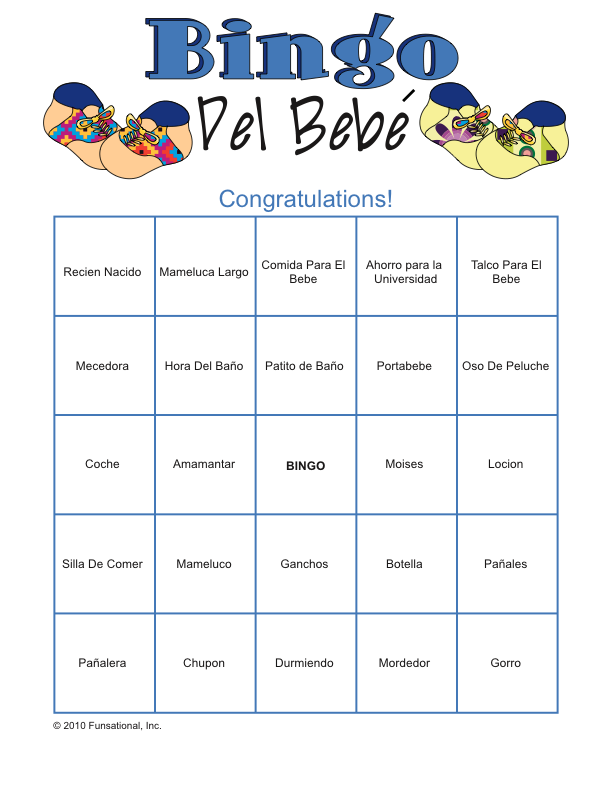 Bingo
Del Bebé
Congratulations!
Recien Nacido
Mameluca Largo
Comida Para El
Bebe
Ahorro para la
Universidad
Talco Para El
Bebe
Mecedora
Hora Del Baño
Patito de Baño
Portabebe
Oso De Peluche
Coche
Amamantar
BINGO
Moises
Locion
Silla De Comer
Mameluco
Ganchos
Botella
Pañales
Pañalera
Chupon
Durmiendo
Mordedor
Gorro
© 2010 Funsational, Inc.